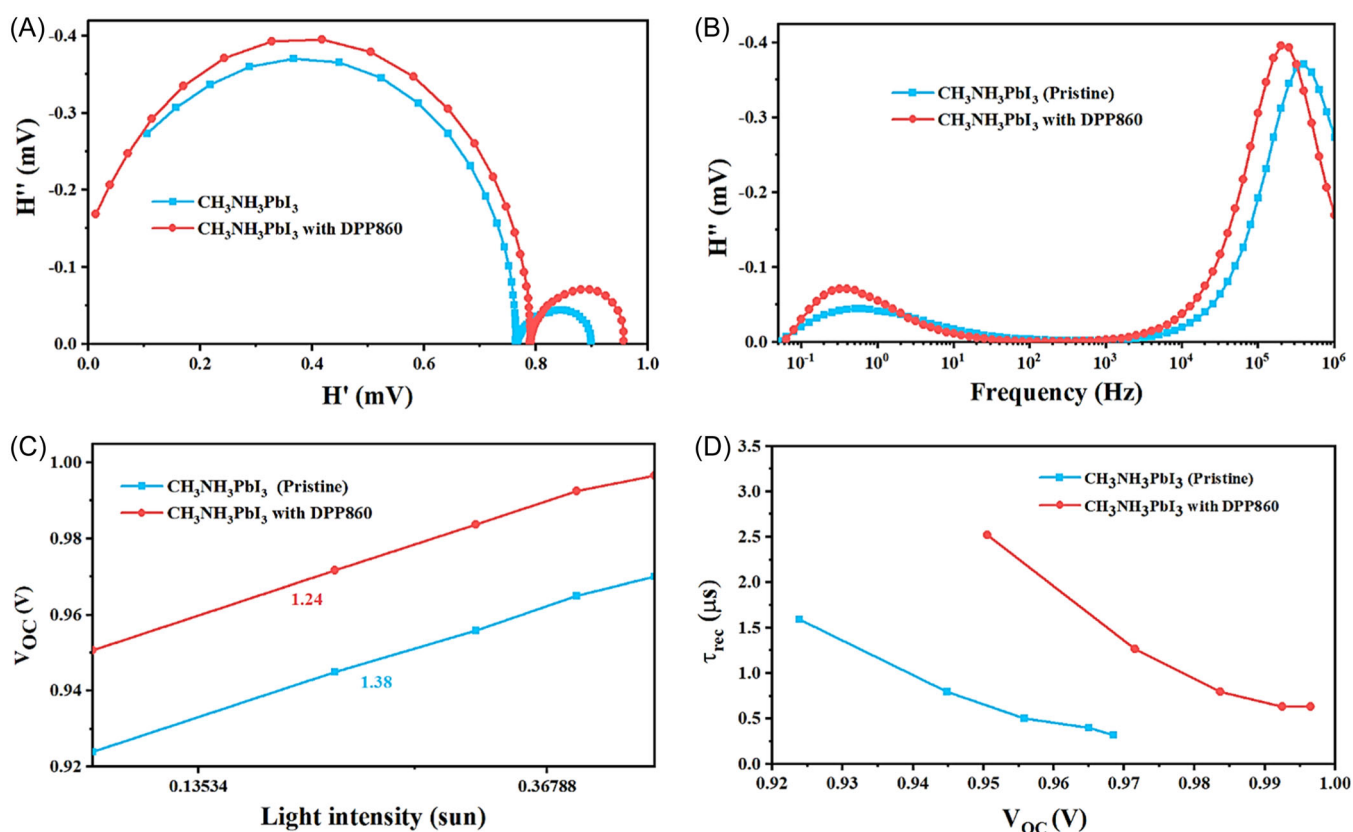 (A)
-0.4
-0.3
-0.2
-0.1
0.0
H'' (mV)
CH₃NH₃PbI₃
CH₃NH₃PbI₃ with DPP860
0.0 0.2 0.4 0.6 0.8 1.0
H' (mV)
(B)
-0.4
-0.3
-0.2
-0.1
0.0
H'' (mV)
CH₃NH₃PbI₃ (Pristine)
CH₃NH₃PbI₃ with DPP860
10⁻¹ 10⁰ 10¹ 10² 10³ 10⁴ 10⁵ 10⁶
Frequency (Hz)
(C)
1.00
0.98
0.96
0.94
0.92
V_OC (V)
CH₃NH₃PbI₃ (Pristine)
CH₃NH₃PbI₃ with DPP860
1.24
1.38
0.13534 0.36788
Light intensity (sun)
(D)
3.5
3.0
2.5
2.0
1.5
1.0
0.5
0.0
τ_rec (μs)
CH₃NH₃PbI₃ (Pristine)
CH₃NH₃PbI₃ with DPP860
0.92 0.93 0.94 0.95 0.96 0.97 0.98 0.99 1.00
V_OC (V)